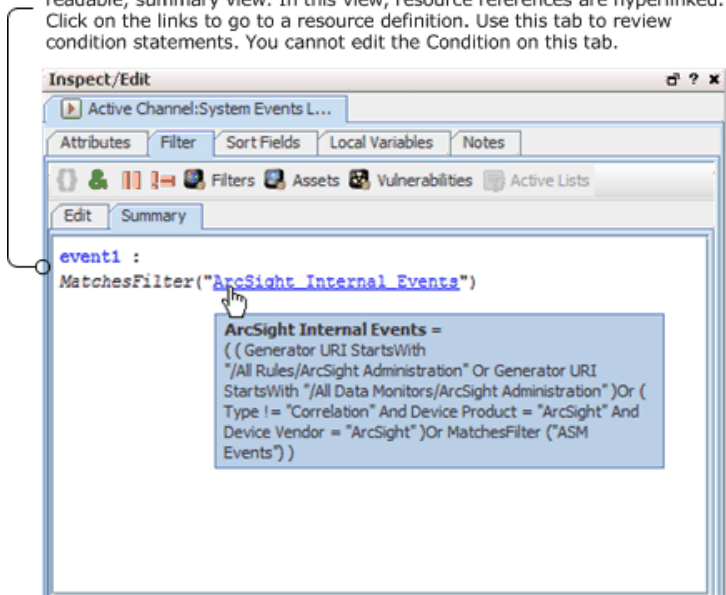 readable, summary view. In this view, resource references are hyperlinked.
Click on the links to go to a resource definition. Use this tab to review
condition statements. You cannot edit the Condition on this tab.
Inspect/Edit
Active Channel:System Events L...
Attributes Filter Sort Fields Local Variables Notes
Filters Assets Vulnerabilities Active Lists
Edit Summary
event1 :
MatchesFilter("ArcSight Internal Events")
ArcSight Internal Events =
( ( Generator URI StartsWith
"/All Rules/ArcSight Administration" Or Generator URI
StartsWith "/All Data Monitors/ArcSight Administration" )Or (
Type != "Correlation" And Device Product = "ArcSight" And
Device Vendor = "ArcSight" )Or MatchesFilter ("ASM
Events") )